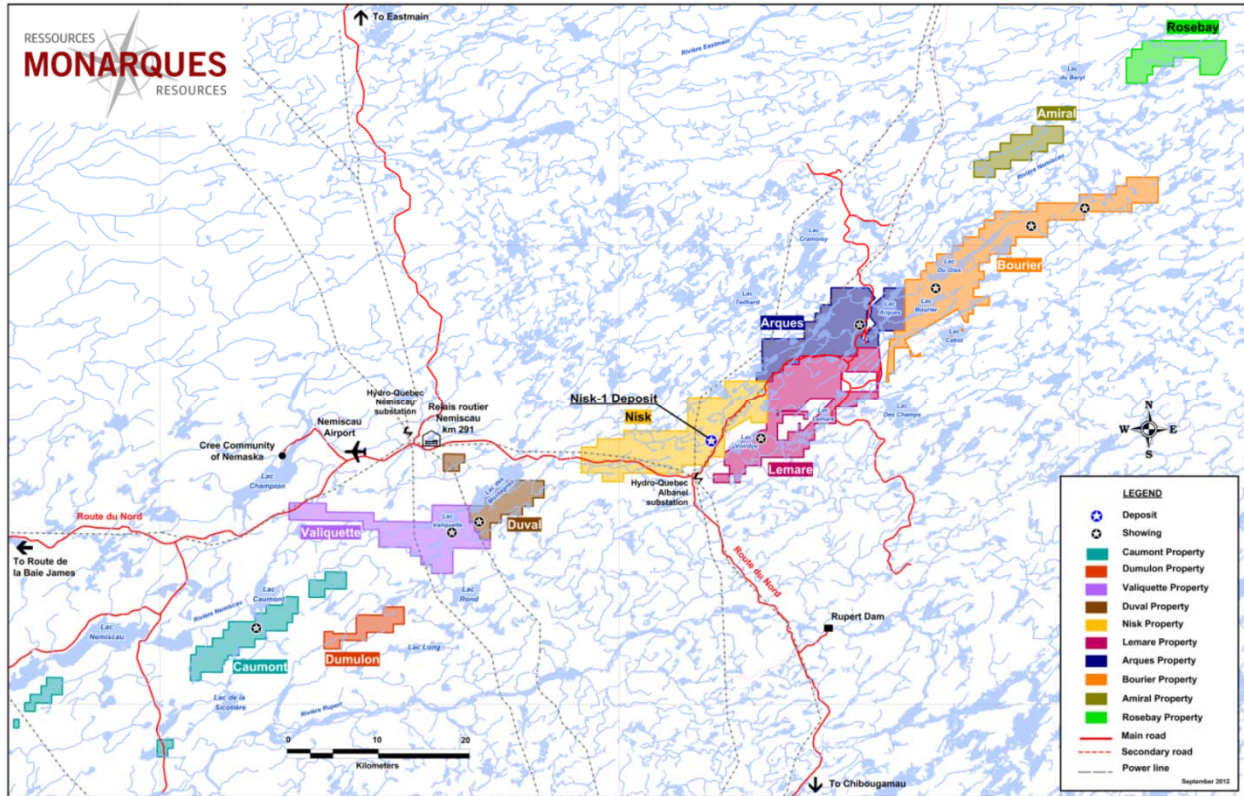 RESSOURCES
MONARQUES
RESOURCES
To Eastmain
Rivière Eastmain
Rosebay
Lac
du Beryl
Amiral
Rivière Nemiscau
Lac
Cramoisy
Bourier
Lac
Du Glas
Lac
Teilhard
Lac
Arques
Lac
Bourier
Arques
Lac
Cabot
Nisk-1 Deposit
Hydro-Quebec
Némiscau
substation
Relais routier
Nemiscau
km 291
Nisk
Lac
Des Champs
Nemiscau
Airport
Cree Community
of Nemaska
Lac
Lemare
Hydro-Quebec
Albanel
substation
Lac
Champion
N
W E
S
Route du Nord
Valiquette
Lac
Valiquette
Duval
To Route de
la Baie James
Route du Nord
Lac
Caumont
Rivière Nemiscau
Lac
Rond
Lac
Nemiscau
Rupert Dam
Caumont
Dumulon
Lac Long
Lac de la
Sicotière
Rivière Rupert
0 10 20
Kilometers
To Chibougamau
LEGEND
Deposit
Showing
Caumont Property
Dumulon Property
Valiquette Property
Duval Property
Nisk Property
Lemare Property
Arques Property
Bourier Property
Amiral Property
Rosebay Property
Main road
Secondary road
Power line
September 2012